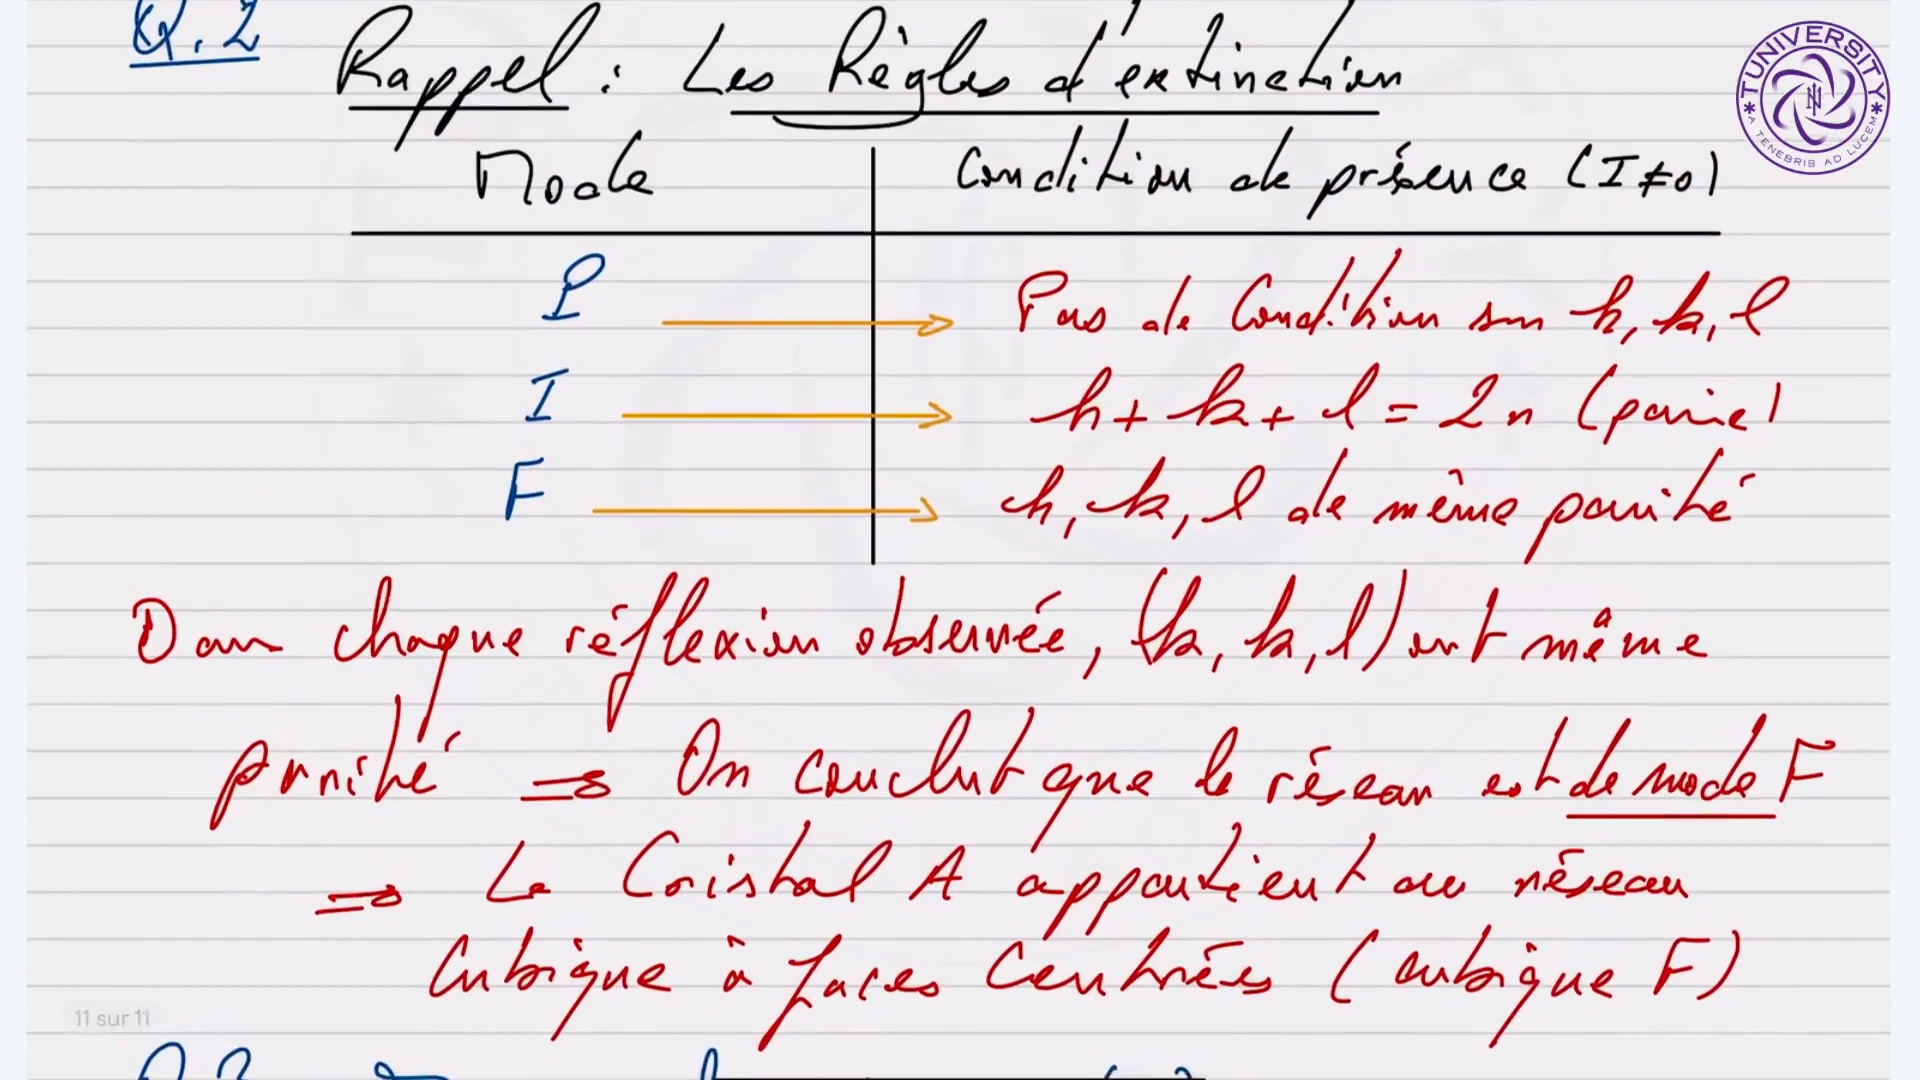 Q.2
Rappel : Les Règles d'extinction
TUNIVERSITY
A TENEBRIS AD LUCEM
Mode Condition de présence (I≠0)
P → Pas de Condition sur h, k, l
I → h + k + l = 2n (paire)
F → h, k, l de même parité
Dans chaque réflexion observée, (h, k, l) ont même
parité ⇒ On conclut que le réseau est de mode F
⇒ Le Cristal A appartient au réseau
Cubique à faces Centrées (cubique F)
11 sur 11
Q.3